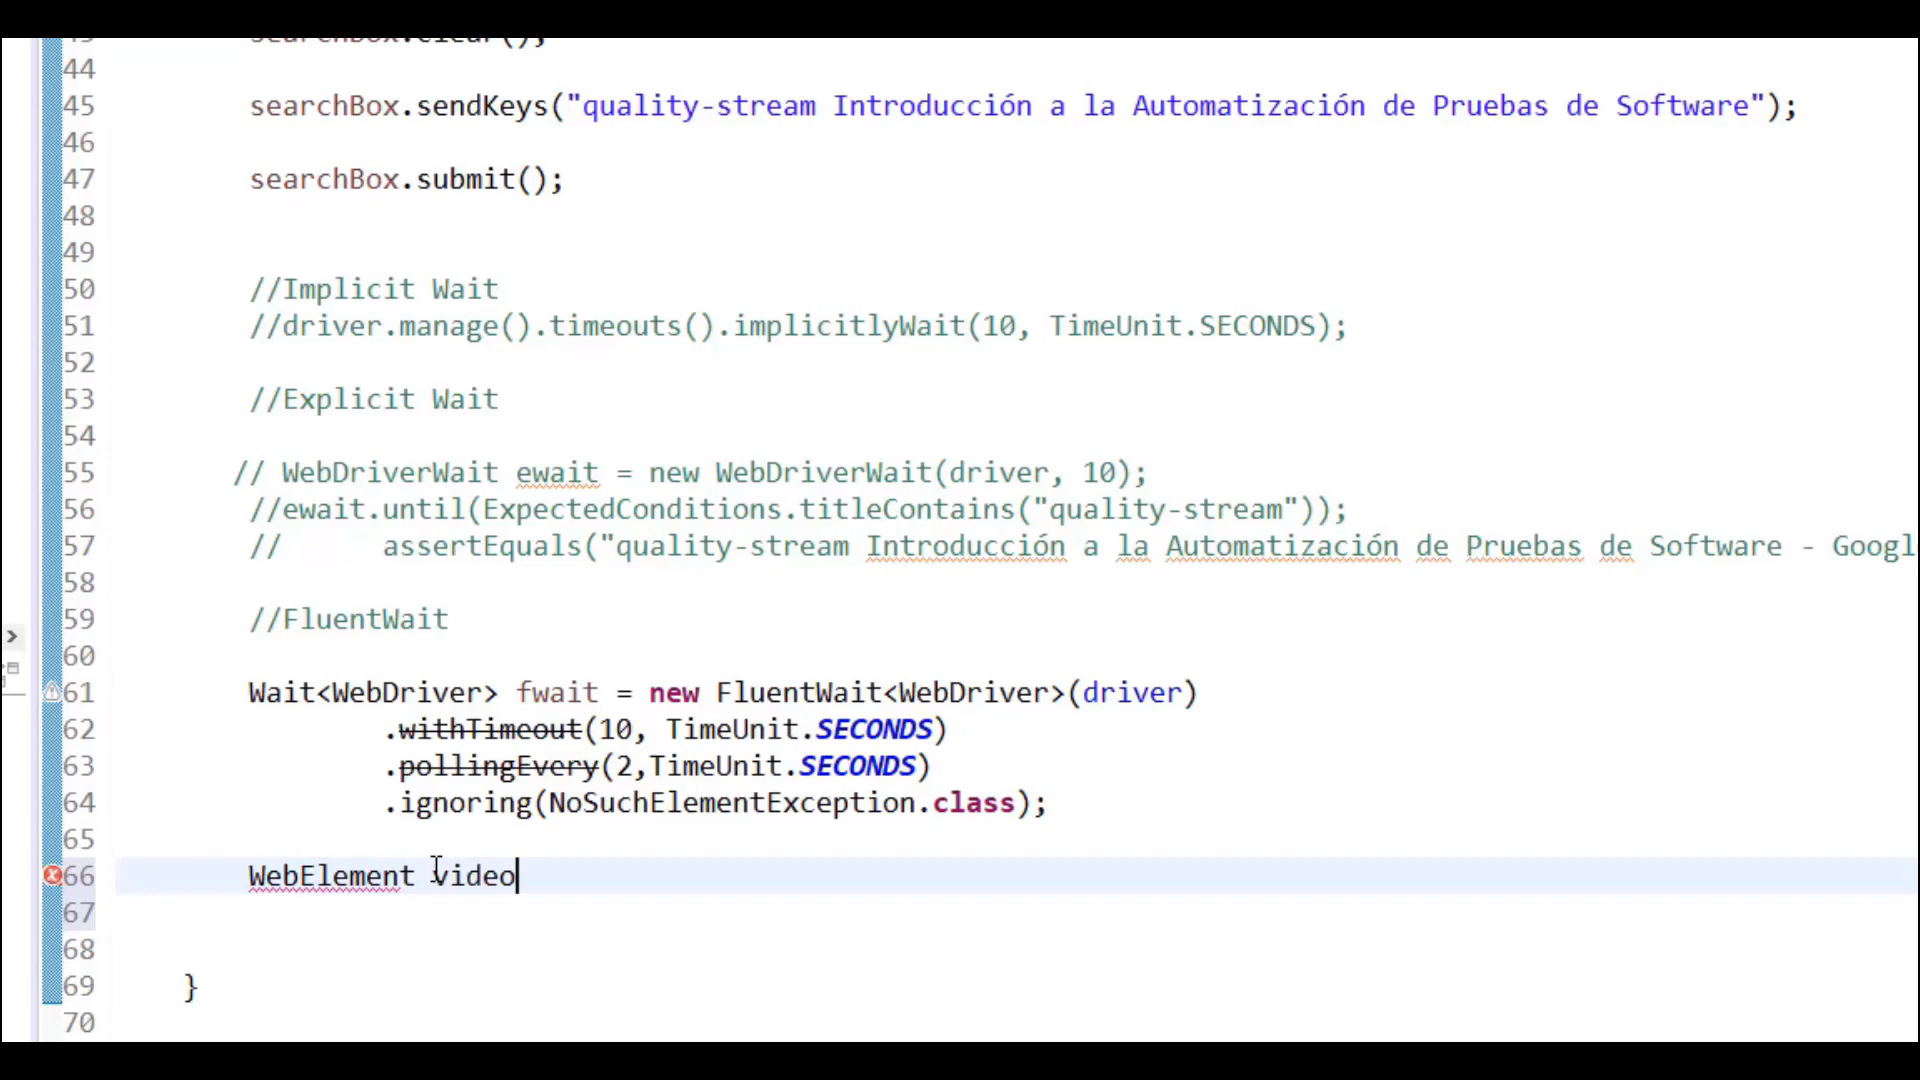 searchBox.clear();
44
45 searchBox.sendKeys("quality-stream Introducción a la Automatización de Pruebas de Software");
46
47 searchBox.submit();
48
49
50 //Implicit Wait
51 //driver.manage().timeouts().implicitlyWait(10, TimeUnit.SECONDS);
52
53 //Explicit Wait
54
55 // WebDriverWait ewait = new WebDriverWait(driver, 10);
56 //ewait.until(ExpectedConditions.titleContains("quality-stream"));
57 // assertEquals("quality-stream Introducción a la Automatización de Pruebas de Software - Googl
58
59 //FluentWait
60
61 Wait<WebDriver> fwait = new FluentWait<WebDriver>(driver)
62 .withTimeout(10, TimeUnit.SECONDS)
63 .pollingEvery(2,TimeUnit.SECONDS)
64 .ignoring(NoSuchElementException.class);
65
66 WebElement video
67
68
69 }
70